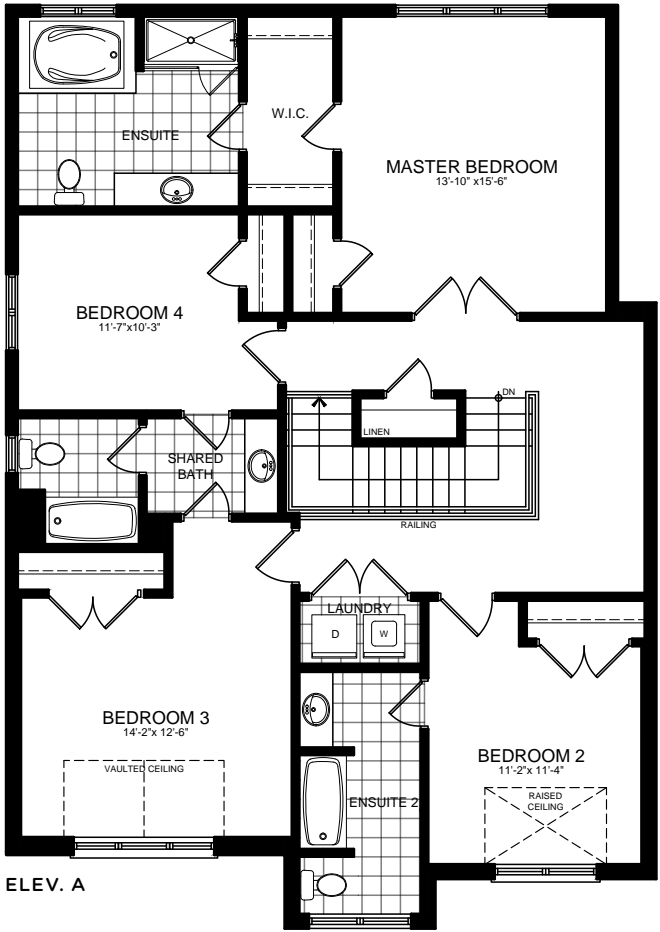 ENSUITE
W.I.C.
MASTER BEDROOM
13'-10" x15'-6"
BEDROOM 4
11'-7"x10'-3"
DN
LINEN
SHARED
BATH
RAILING
LAUNDRY
D
W
BEDROOM 3
14'-2"x 12'-6"
VAULTED CEILING
BEDROOM 2
11'-2"x 11'-4"
RAISED
CEILING
ENSUITE 2
ELEV. A